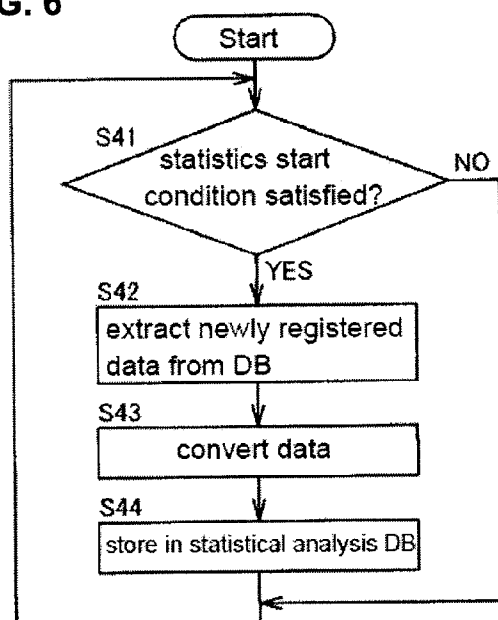 G. 6
Start
S41
statistics start
condition satisfied?
NO
YES
S42
extract newly registered
data from DB
S43
convert data
S44
store in statistical analysis DB